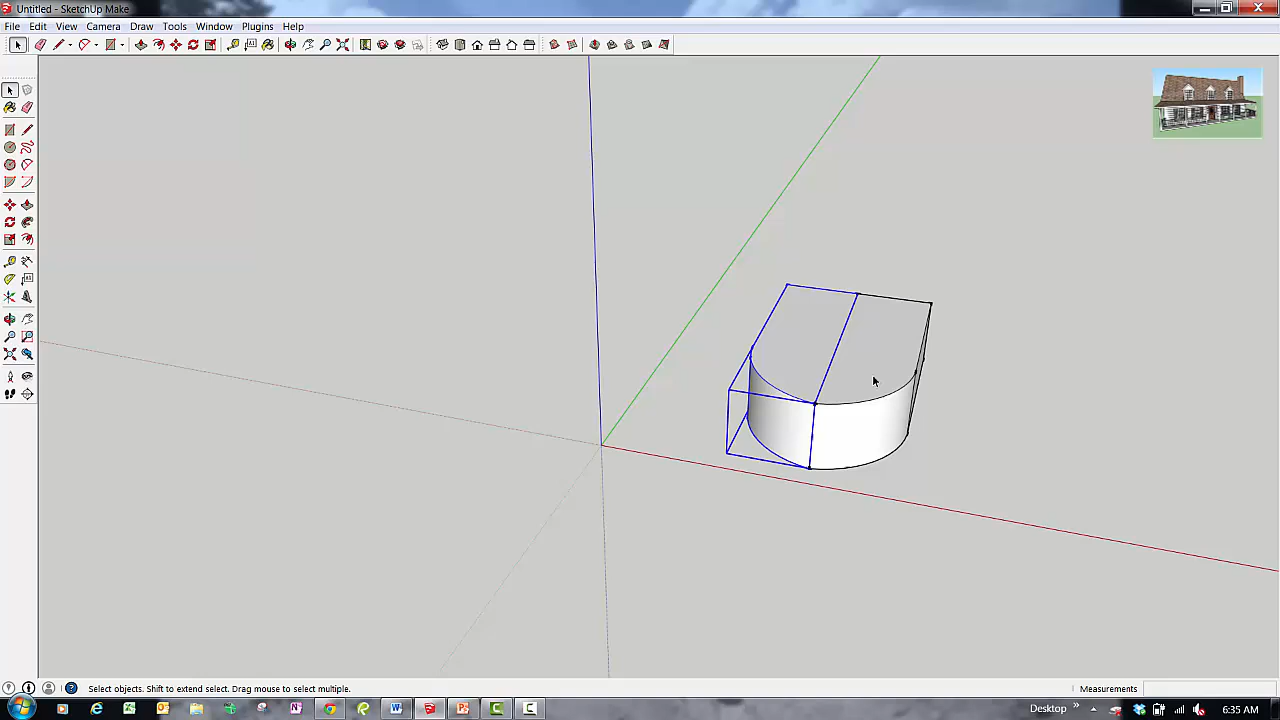 Untitled - SketchUp Make
File Edit View Camera Draw Tools Window Plugins Help
Select objects. Shift to extend select. Drag mouse to select multiple.
Measurements
Desktop
6:35 AM